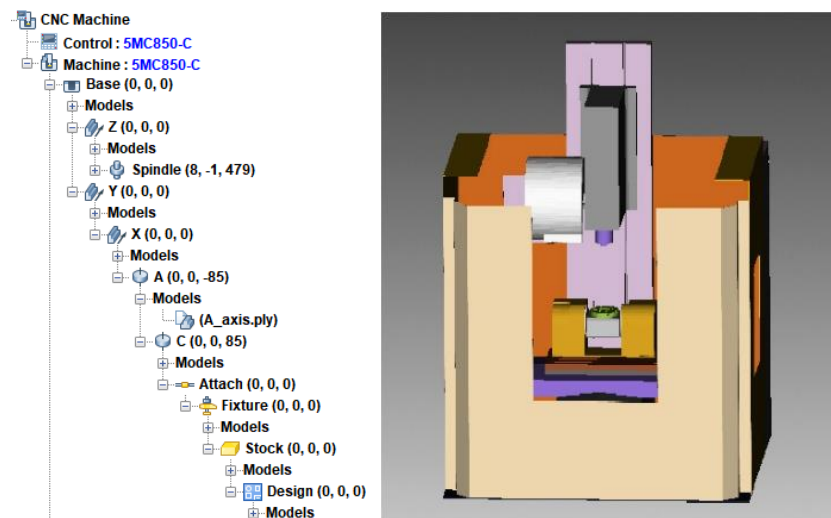 CNC Machine
Control : 5MC850-C
Machine : 5MC850-C
Base (0, 0, 0)
Models
Z (0, 0, 0)
Models
Spindle (8, -1, 479)
Y (0, 0, 0)
Models
X (0, 0, 0)
Models
A (0, 0, -85)
Models
(A_axis.ply)
C (0, 0, 85)
Models
Attach (0, 0, 0)
Fixture (0, 0, 0)
Models
Stock (0, 0, 0)
Models
Design (0, 0, 0)
Models